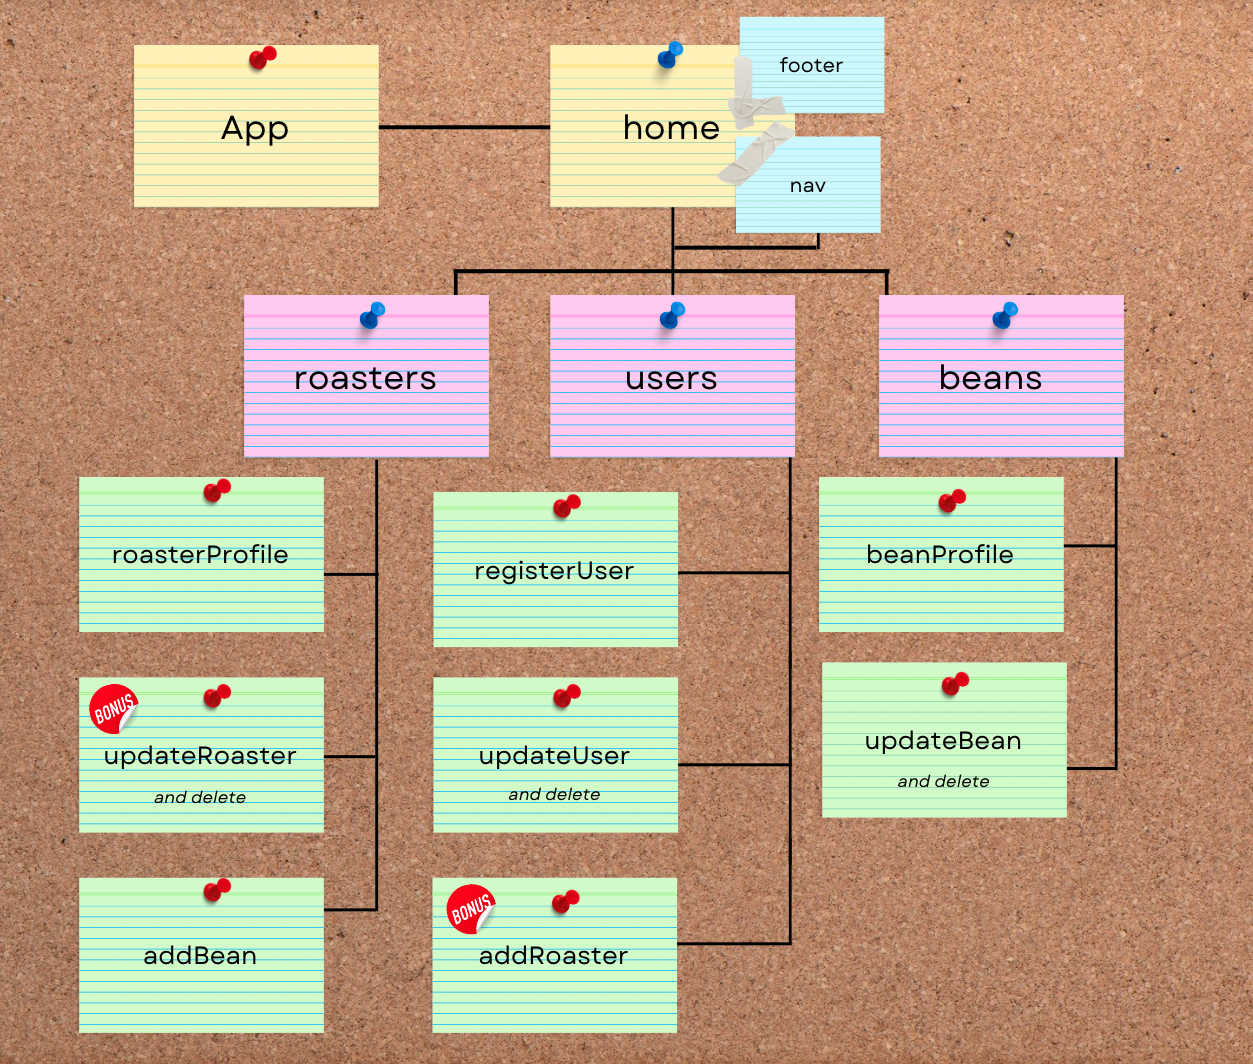 App
home
footer
nav
roasters
users
beans
roasterProfile
registerUser
beanProfile
BONUS
updateRoaster
and delete
updateUser
and delete
updateBean
and delete
addBean
BONUS
addRoaster